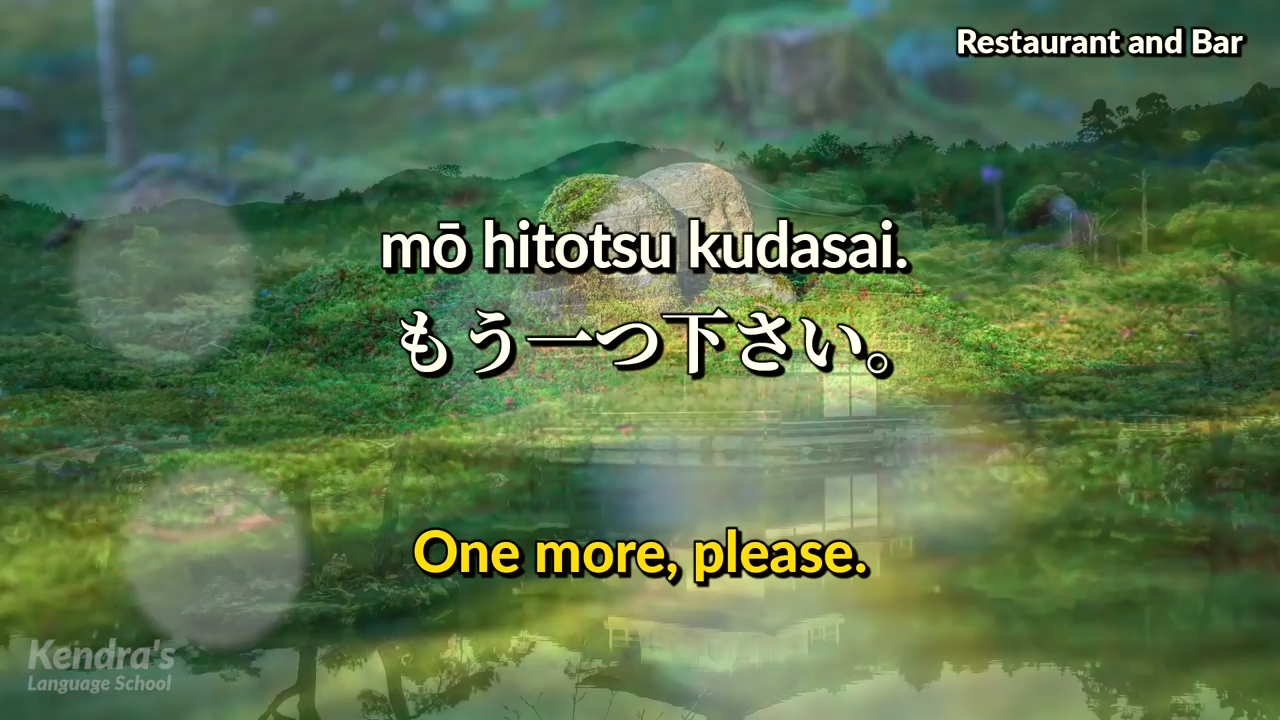 Restaurant and Bar
mō hitotsu kudasai.
もう一つ下さい。
One more, please.
Kendra's
Language School